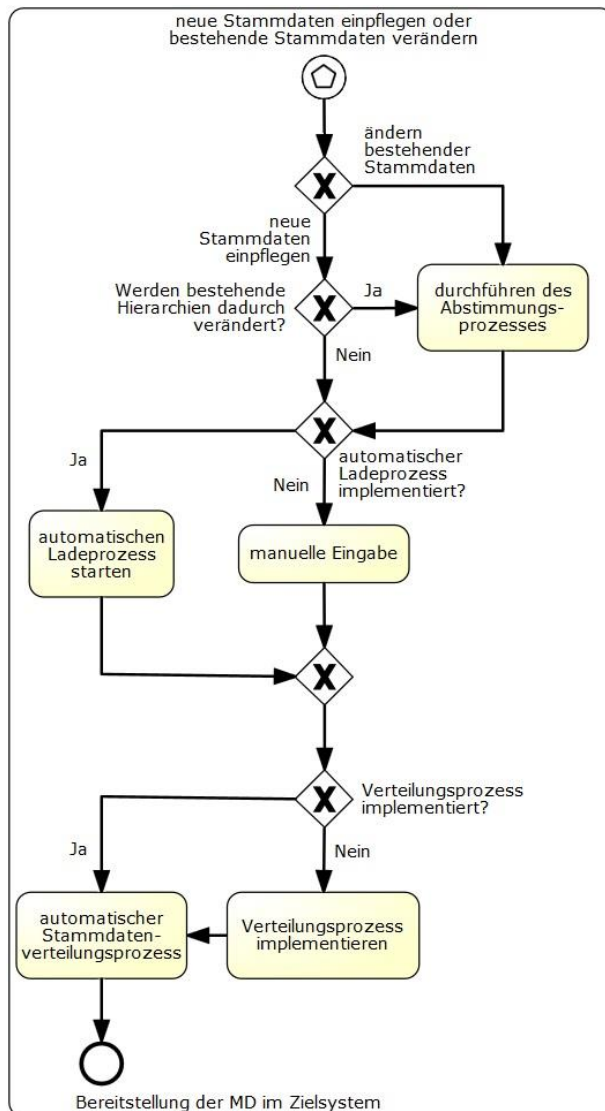 neue Stammdaten einpflegen oder
bestehende Stammdaten verändern
ändern
bestehender
Stammdaten
X
neue
Stammdaten
einpflegen
Werden bestehende
Hierarchien dadurch
verändert?
X
Ja
durchführen des
Abstimmungs-
prozesses
Nein
X
automatischer
Ladeprozess
implementiert?
Ja
Nein
automatischen
Ladeprozess
starten
manuelle Eingabe
X
X
Verteilungsprozess
implementiert?
Ja
Nein
automatischer
Stammdaten-
verteilungsprozess
Verteilungsprozess
implementieren
Bereitstellung der MD im Zielsystem